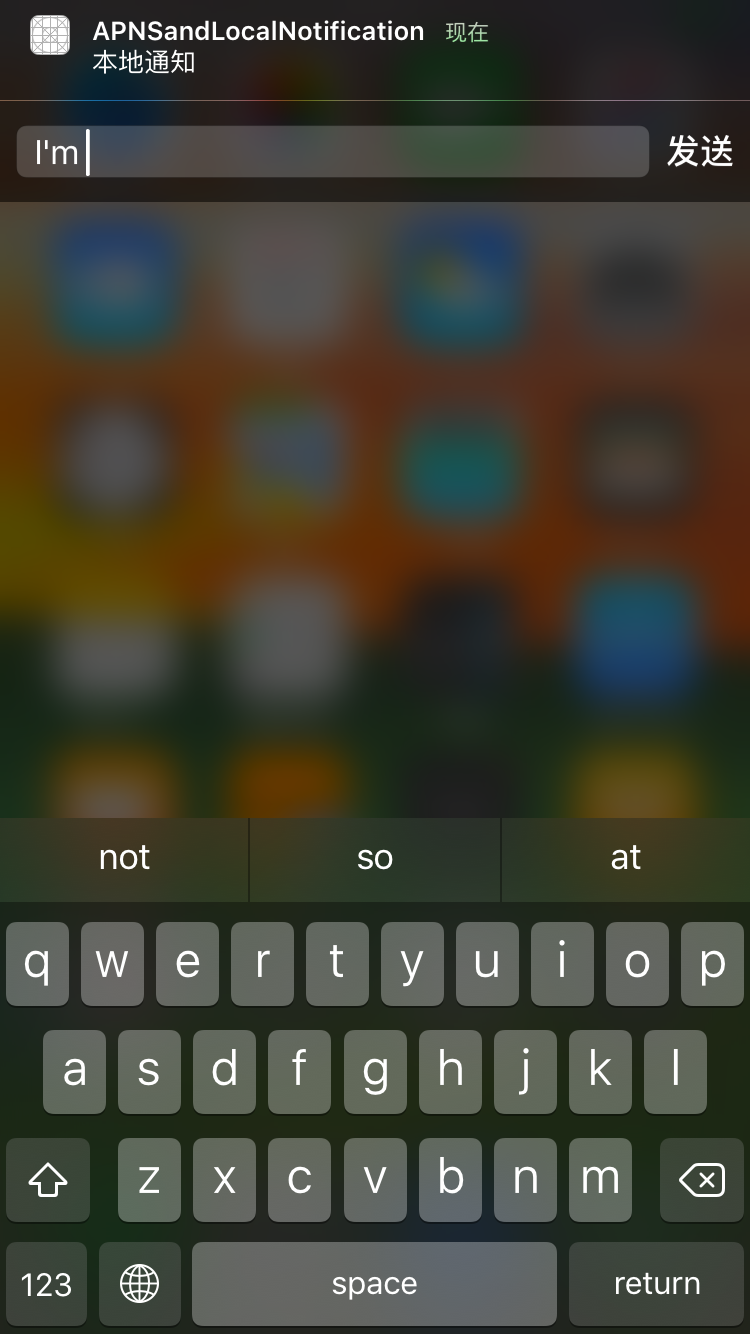 APNSandLocalNotification 现在
本地通知
I'm
发送
not so at
q w e r t y u i o p
a s d f g h j k l
z x c v b n m
123 space return